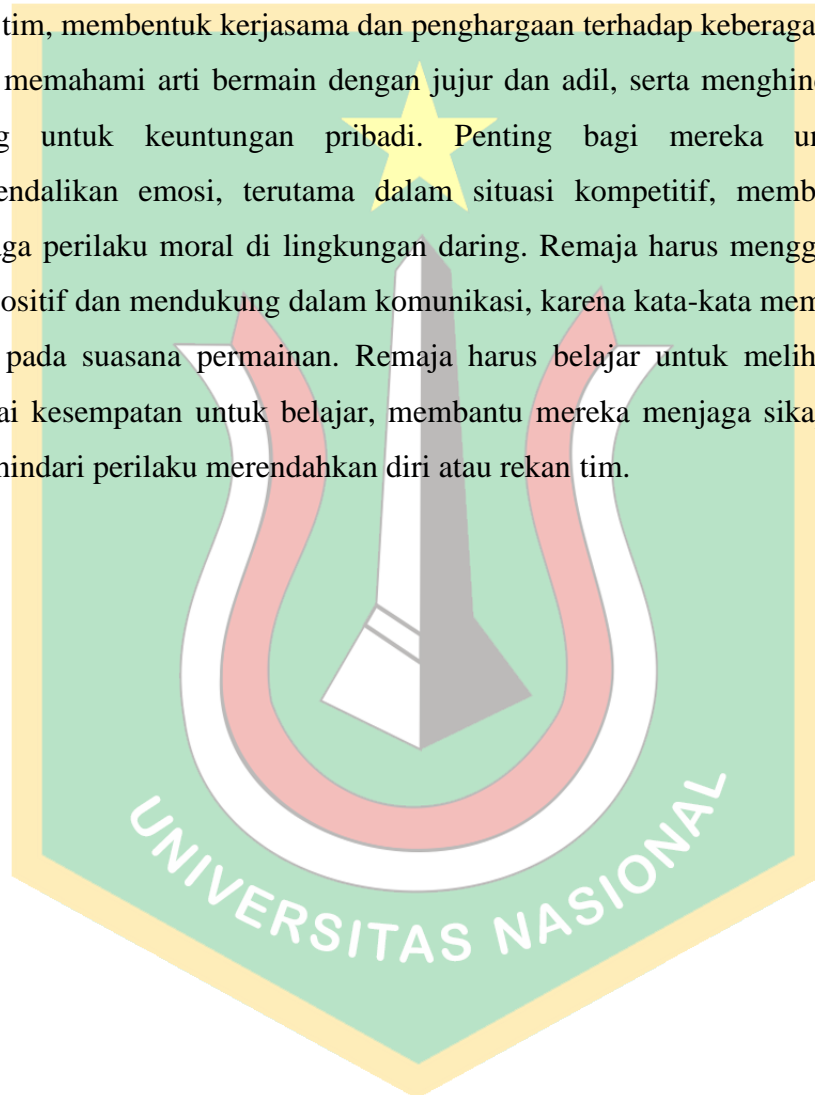 tim, membentuk kerjasama dan penghargaan terhadap keberaga
memahami arti bermain dengan jujur dan adil, serta menghin
g untuk keuntungan pribadi. Penting bagi mereka un
endalikan emosi, terutama dalam situasi kompetitif, memb
ga perilaku moral di lingkungan daring. Remaja harus mengg
ositif dan mendukung dalam komunikasi, karena kata-kata mem
pada suasana permainan. Remaja harus belajar untuk melih
ai kesempatan untuk belajar, membantu mereka menjaga sika
hindari perilaku merendahkan diri atau rekan tim.
UNIVERSITAS NASIONAL